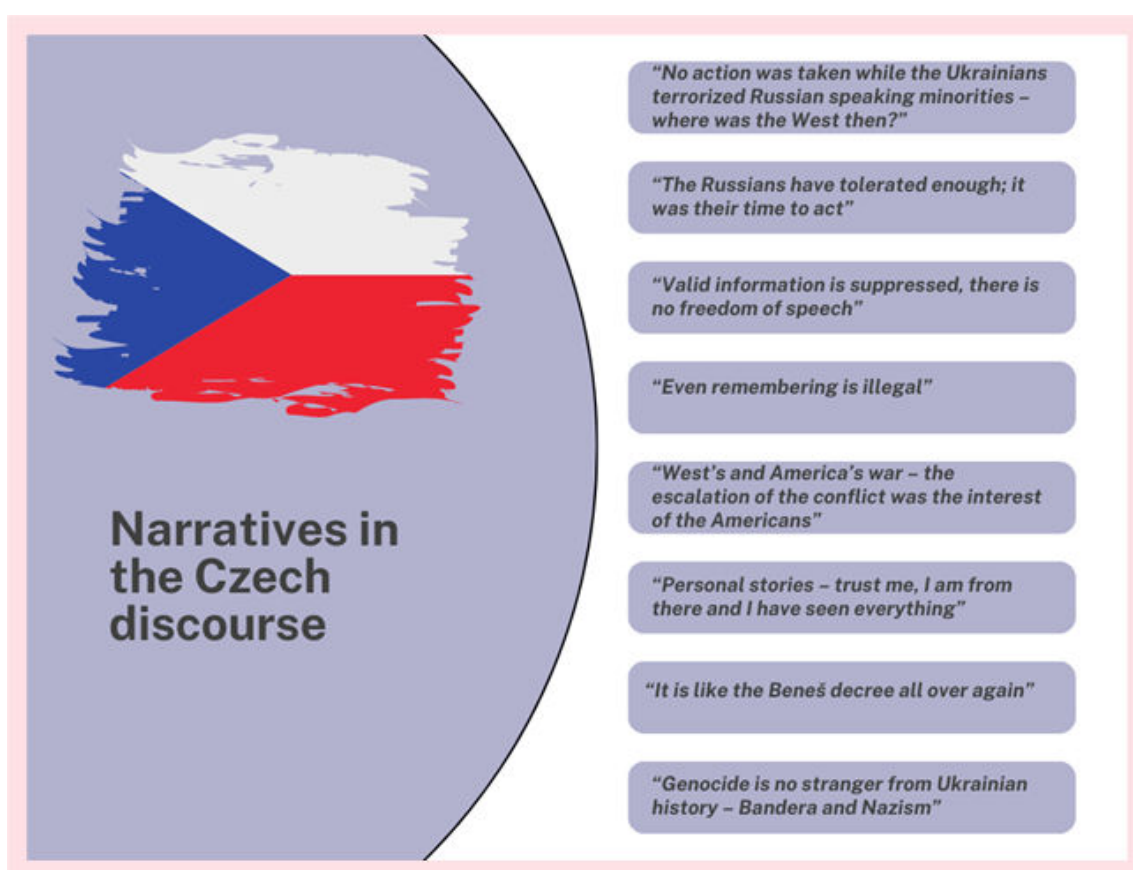 Narratives in
the Czech
discourse
“No action was taken while the Ukrainians
terrorized Russian speaking minorities –
where was the West then?”
“The Russians have tolerated enough; it
was their time to act”
“Valid information is suppressed, there is
no freedom of speech”
“Even remembering is illegal”
“West’s and America’s war – the
escalation of the conflict was the interest
of the Americans”
“Personal stories – trust me, I am from
there and I have seen everything”
“It is like the Beneš decree all over again”
“Genocide is no stranger from Ukrainian
history – Bandera and Nazism”